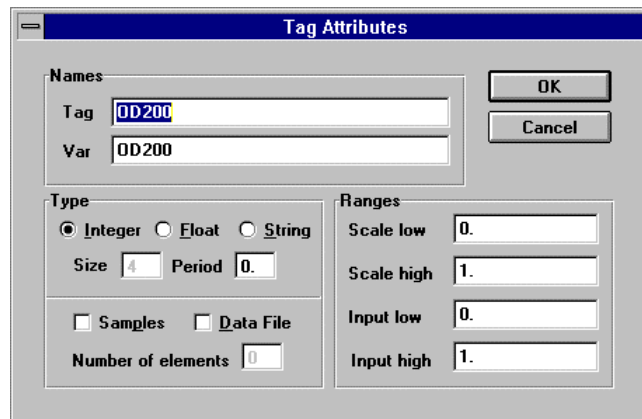 Tag Attributes
Names
Tag OD200
Var OD200
OK
Cancel
Type
Integer Float String
Size 4 Period 0.
Samples Data File
Number of elements 0
Ranges
Scale low 0.
Scale high 1.
Input low 0.
Input high 1.